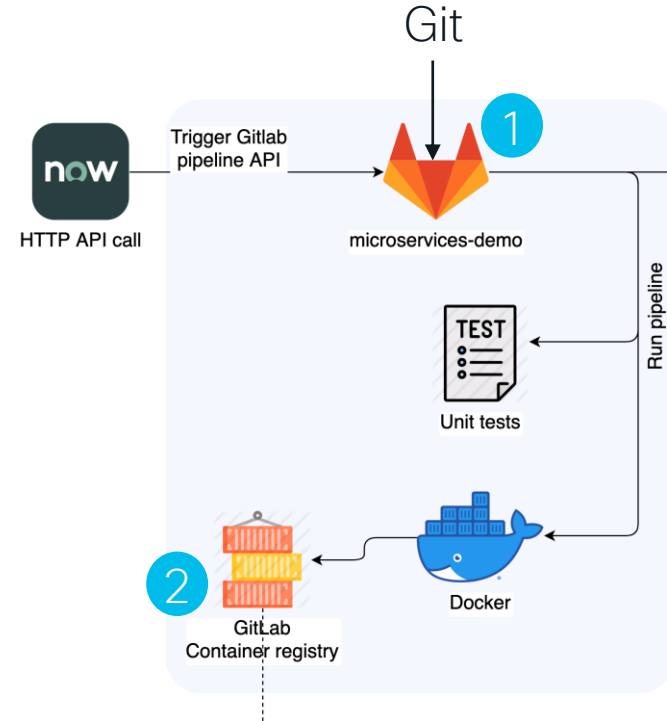 Git
1
Trigger Gitlab
pipeline API
now
HTTP API call
microservices-demo
Run pipeline
TEST
Unit tests
Docker
2
GitLab
Container registry